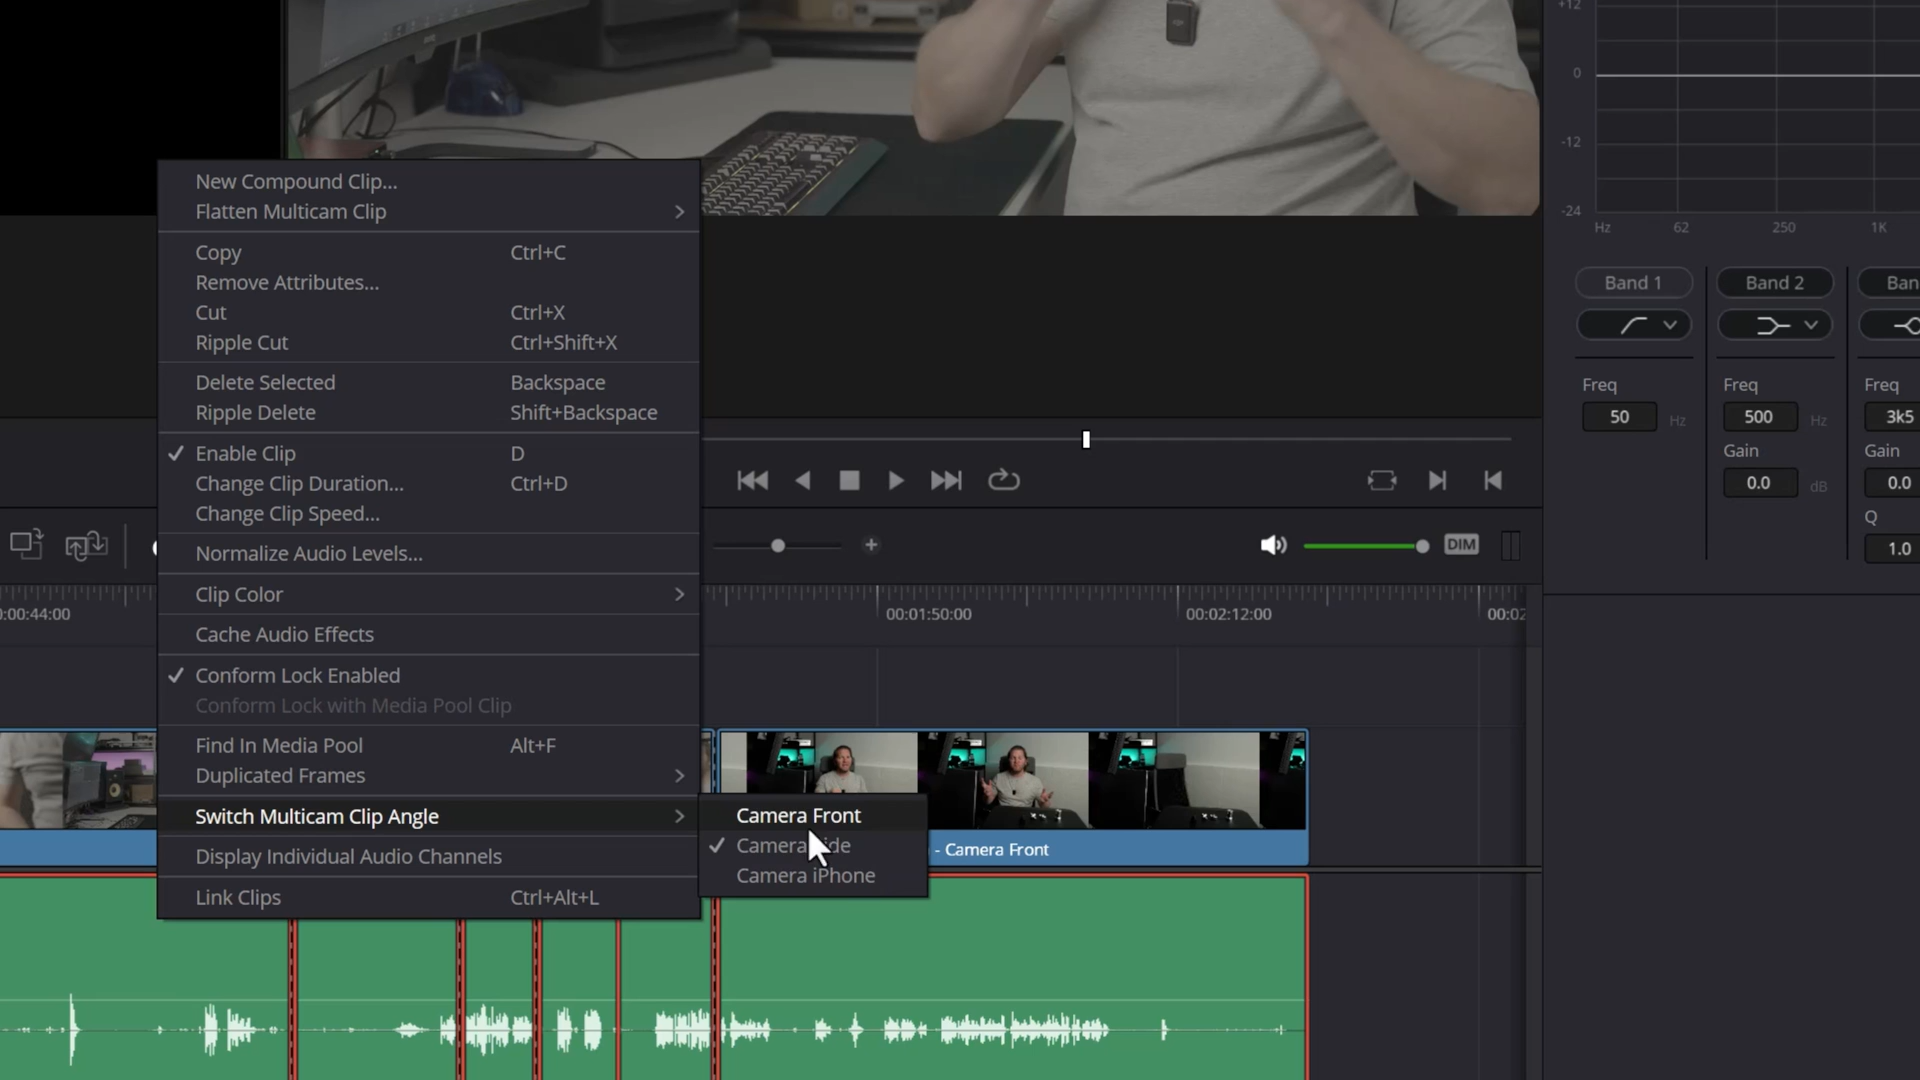 +12
0
-12
-24
Hz 62 250 1K
New Compound Clip...
Flatten Multicam Clip
Copy Ctrl+C
Remove Attributes...
Cut Ctrl+X
Ripple Cut Ctrl+Shift+X
Delete Selected Backspace
Ripple Delete Shift+Backspace
Enable Clip D
Change Clip Duration... Ctrl+D
Change Clip Speed...
Normalize Audio Levels...
Clip Color
Cache Audio Effects
Conform Lock Enabled
Conform Lock with Media Pool Clip
Find In Media Pool Alt+F
Duplicated Frames
Switch Multicam Clip Angle
Display Individual Audio Channels
Link Clips Ctrl+Alt+L
Camera Front
Camera
Camera iPhone
Band 1 Band 2 Ban
Freq Freq Freq
50 Hz 500 Hz 3k5
Gain Gain
0.0 dB 0.0
Q
1.0
DIM
0:00:44:00 00:01:50:00 00:02:12:00 00:02
- Camera Front